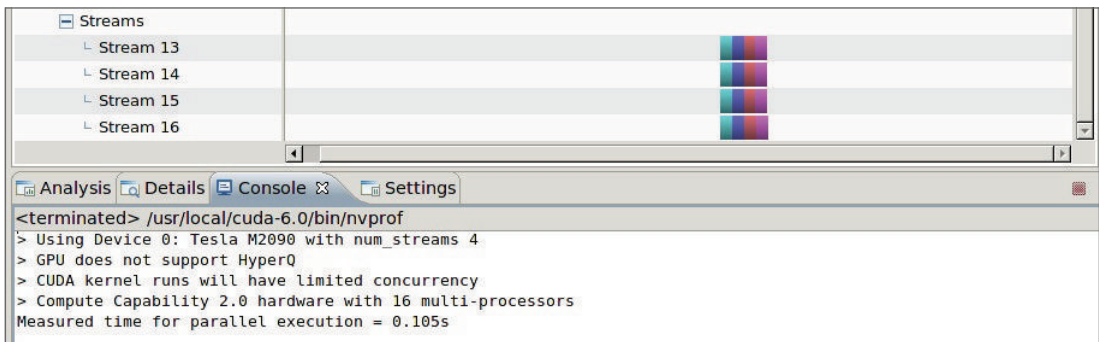 Streams
Stream 13
Stream 14
Stream 15
Stream 16
Analysis Details Console Settings
<terminated> /usr/local/cuda-6.0/bin/nvprof
> Using Device 0: Tesla M2090 with num_streams 4
> GPU does not support HyperQ
> CUDA kernel runs will have limited concurrency
> Compute Capability 2.0 hardware with 16 multi-processors
Measured time for parallel execution = 0.105s